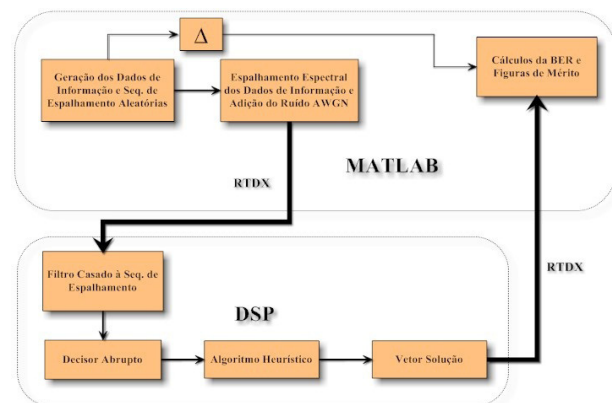 Δ
Geração dos Dados de
Informação e Seq. de
Espalhamento Aleatórias
Espalhamento Espectral
dos Dados de Informação e
Adição do Ruído AWGN
Cálculos da BER e
Figuras de Mérito
MATLAB
RTDX
RTDX
Filtro Casado à Seq. de
Espalhamento
DSP
Decisor Abrupto
Algoritmo Heurístico
Vetor Solução